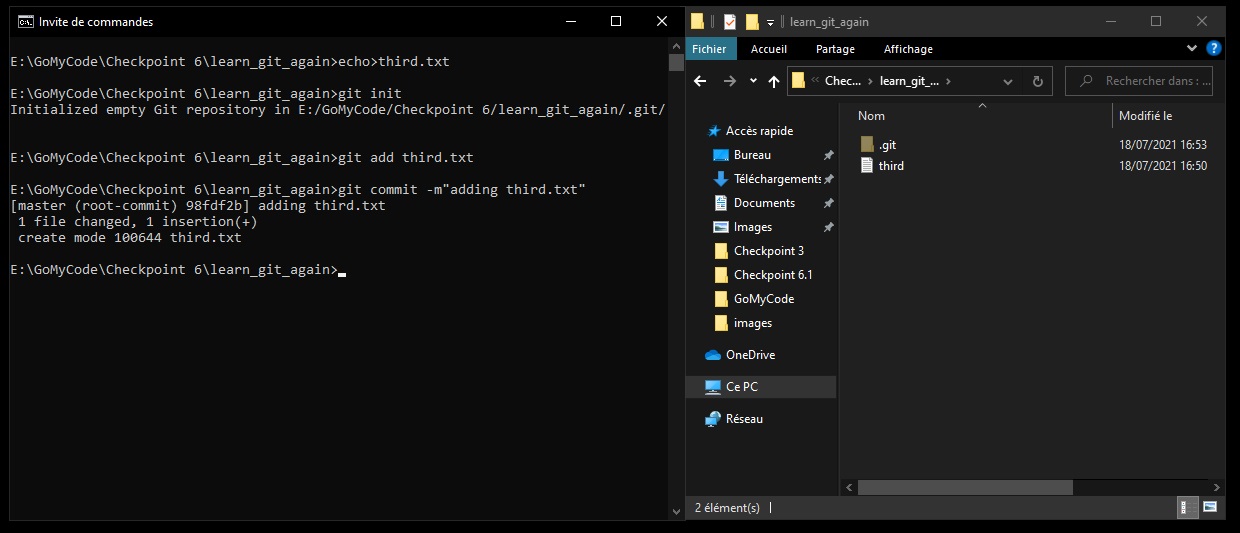 Invite de commandes
E:\GoMyCode\Checkpoint 6\learn_git_again>echo>third.txt
E:\GoMyCode\Checkpoint 6\learn_git_again>git init
Initialized empty Git repository in E:/GoMyCode/Checkpoint 6/learn_git_again/.git/
E:\GoMyCode\Checkpoint 6\learn_git_again>git add third.txt
E:\GoMyCode\Checkpoint 6\learn_git_again>git commit -m"adding third.txt"
[master (root-commit) 98fdf2b] adding third.txt
1 file changed, 1 insertion(+)
create mode 100644 third.txt
E:\GoMyCode\Checkpoint 6\learn_git_again>
learn_git_again
Fichier Accueil Partage Affichage
« Chec... › learn_git_... › Rechercher dans : ...
Accès rapide
Bureau
Téléchargements
Documents
Images
Checkpoint 3
Checkpoint 6.1
GoMyCode
images
OneDrive
Ce PC
Réseau
Nom Modifié le
.git 18/07/2021 16:53
third 18/07/2021 16:50
2 élément(s)